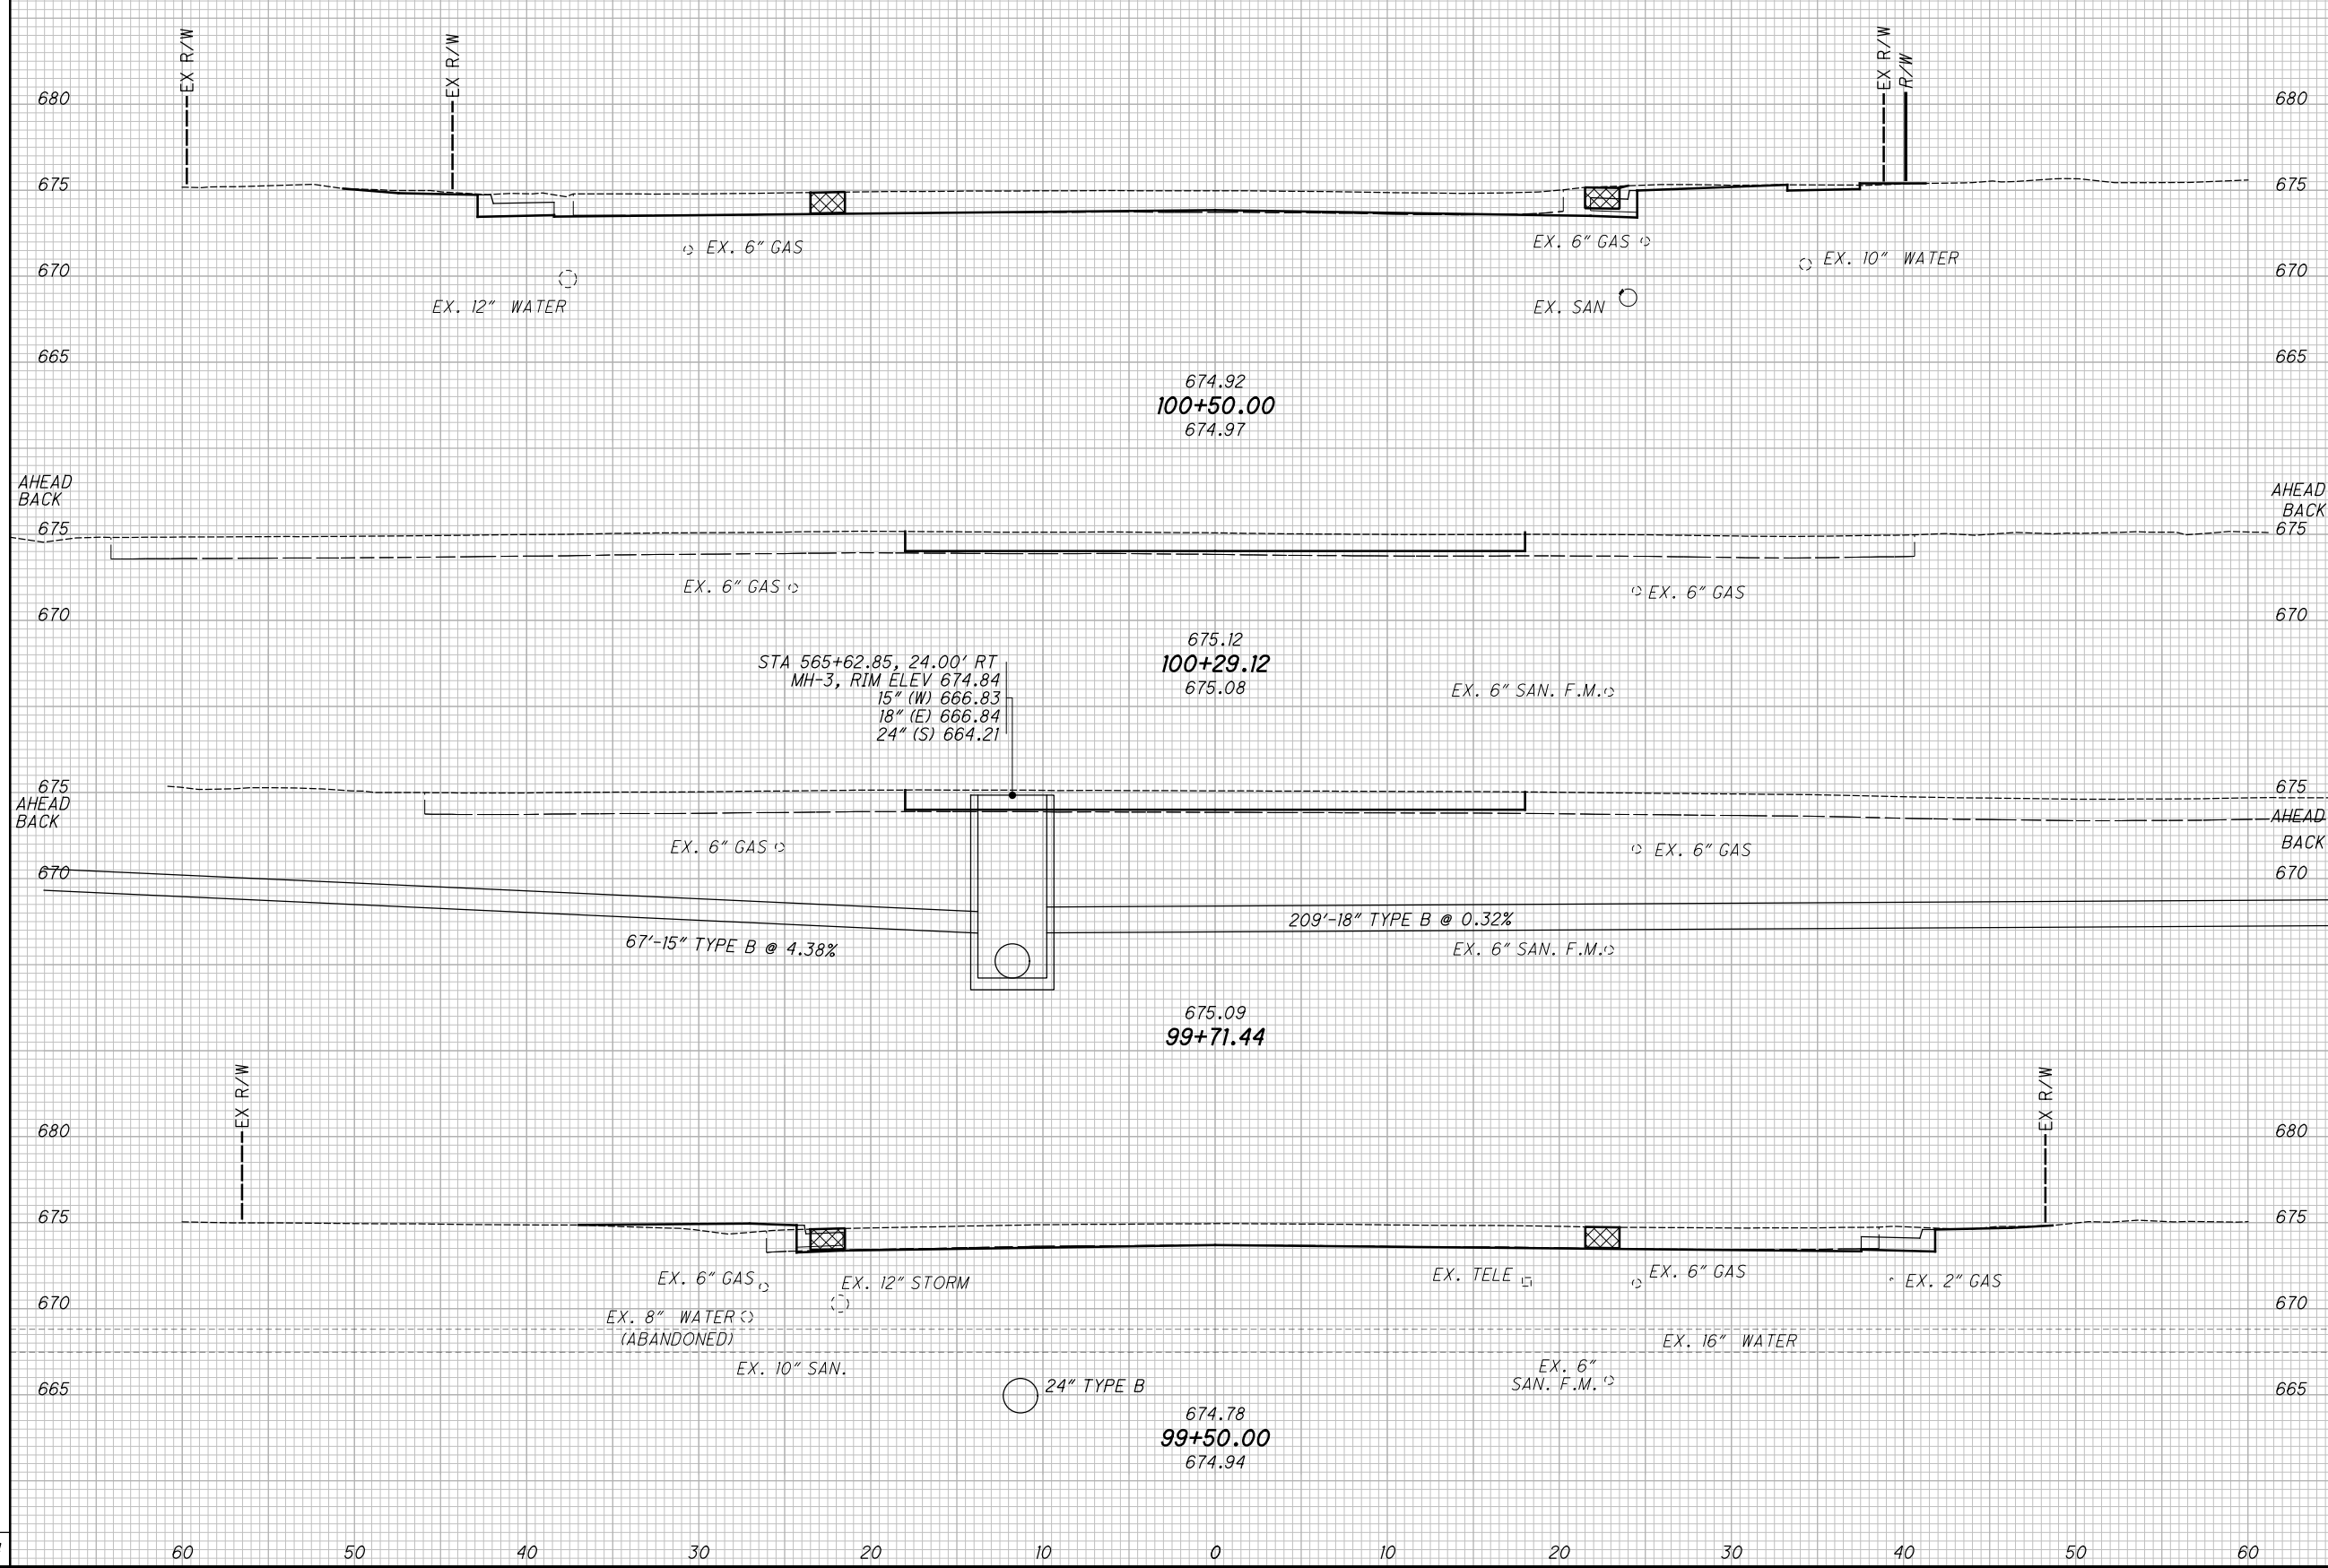 EX R/W
EX R/W
EX R/W
R/W
680
680
675
675
EX. 6" GAS
EX. 6" GAS
EX. 10" WATER
670
670
EX. 12" WATER
EX. SAN
665
665
674.92
100+50.00
674.97
AHEAD
BACK
AHEAD
BACK
675
675
EX. 6" GAS
EX. 6" GAS
670
670
675.12
100+29.12
675.08
STA 565+62.85, 24.00' RT
MH-3, RIM ELEV 674.84
15" (W) 666.83
18" (E) 666.84
24" (S) 664.21
EX. 6" SAN. F.M.
675
675
AHEAD
BACK
AHEAD
BACK
EX. 6" GAS
EX. 6" GAS
670
670
67'-15" TYPE B @ 4.38%
209'-18" TYPE B @ 0.32%
EX. 6" SAN. F.M.
675.09
99+71.44
EX R/W
EX R/W
680
680
675
675
EX. 6" GAS
EX. 12" STORM
EX. TELE
EX. 6" GAS
EX. 2" GAS
670
670
EX. 8" WATER
(ABANDONED)
EX. 16" WATER
EX. 10" SAN.
EX. 6"
SAN. F.M.
665
665
24" TYPE B
674.78
99+50.00
674.94
60 50 40 30 20 10 0 10 20 30 40 50 60